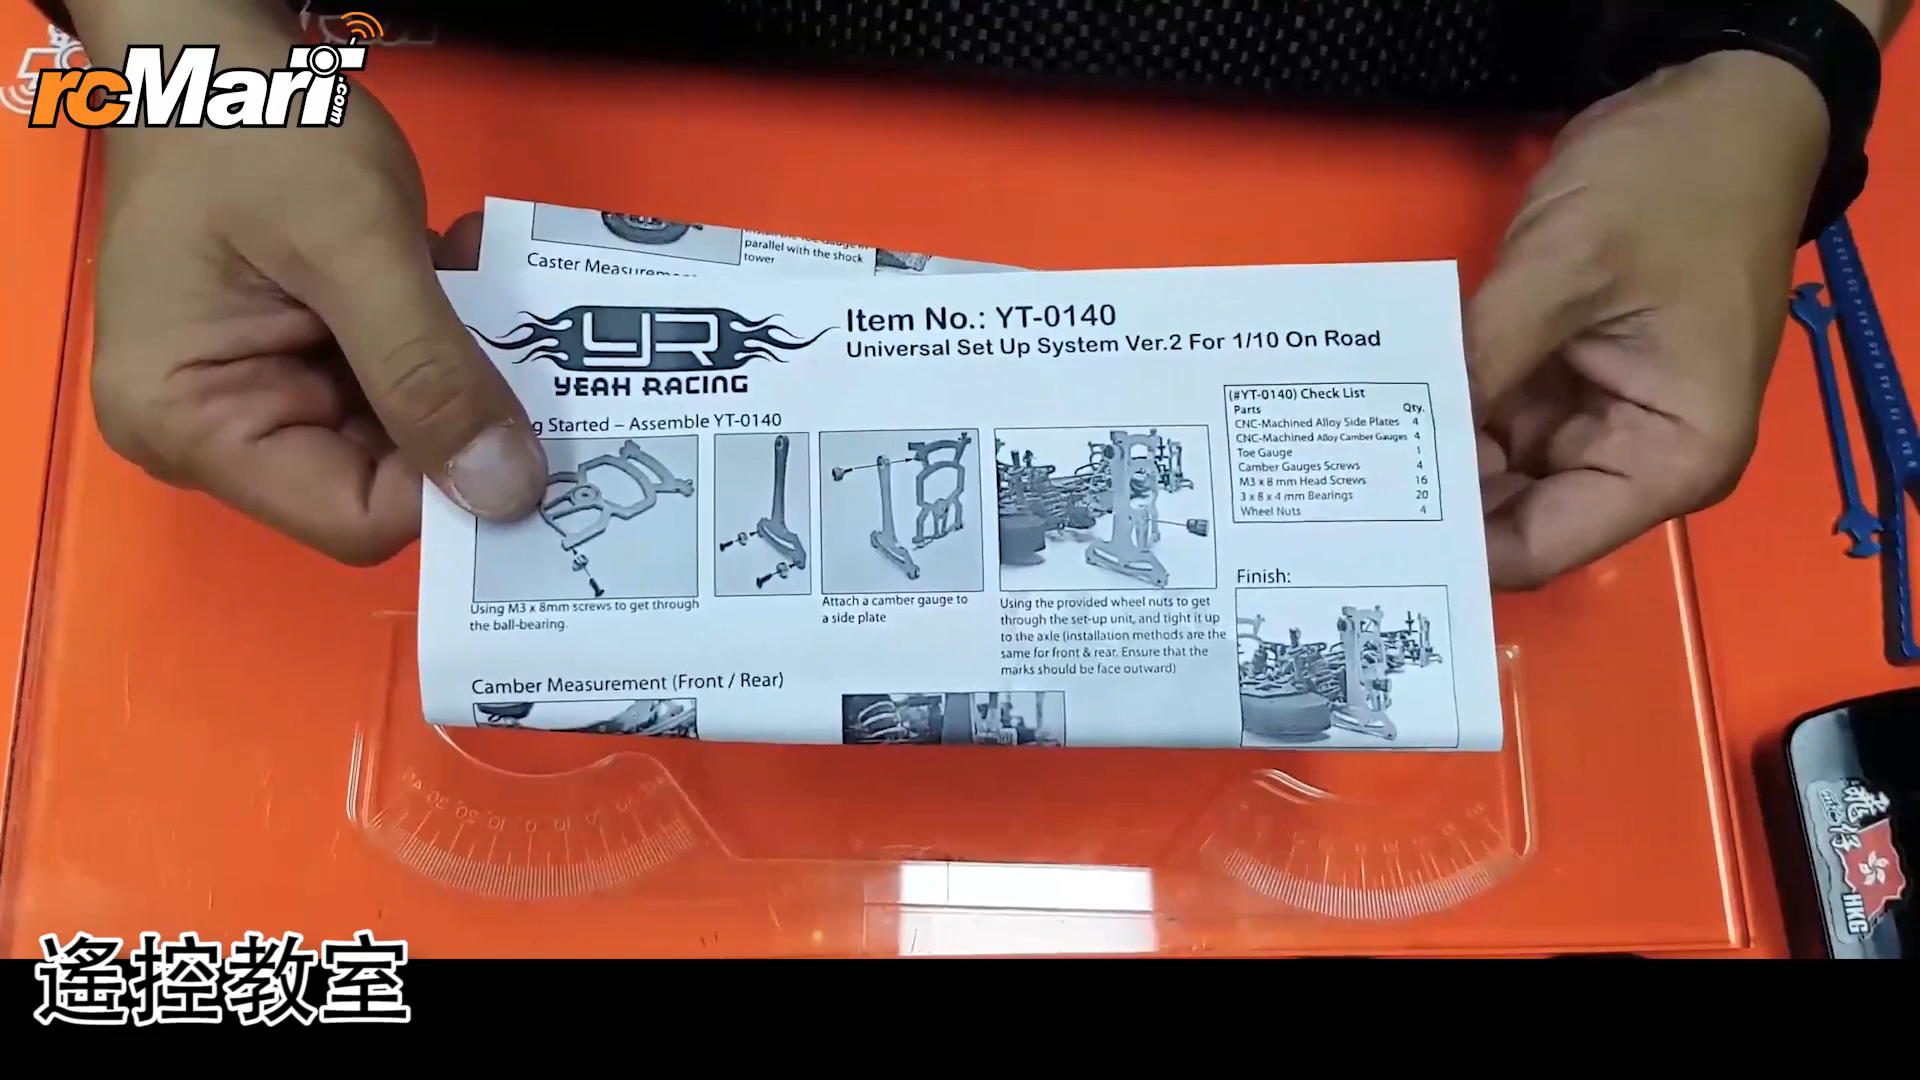 rcMart.com
parallel with the shock
tower
Caster
YR
YEAH RACING
Item No.: YT-0140
Universal Set Up System Ver.2 For 1/10 On Road
(#YT-0140) Check List
Parts Qty.
CNC-Machined Alloy Side Plates 4
CNC-Machined Alloy Camber Gauges 4
Toe Gauge 1
Camber Gauges Screws 4
M3 x 8 mm Head Screws 16
3 x 8 x 4 mm Bearings 20
Wheel Nuts 4
g Started – Assemble YT-0140
Using M3 x 8mm screws to get through
the ball-bearing.
Attach a camber gauge to
a side plate
Using the provided wheel nuts to get
through the set-up unit, and tight it up
to the axle (installation methods are the
same for front & rear. Ensure that the
marks should be face outward)
Finish:
Camber Measurement (Front / Rear)
HKG
遙控教室